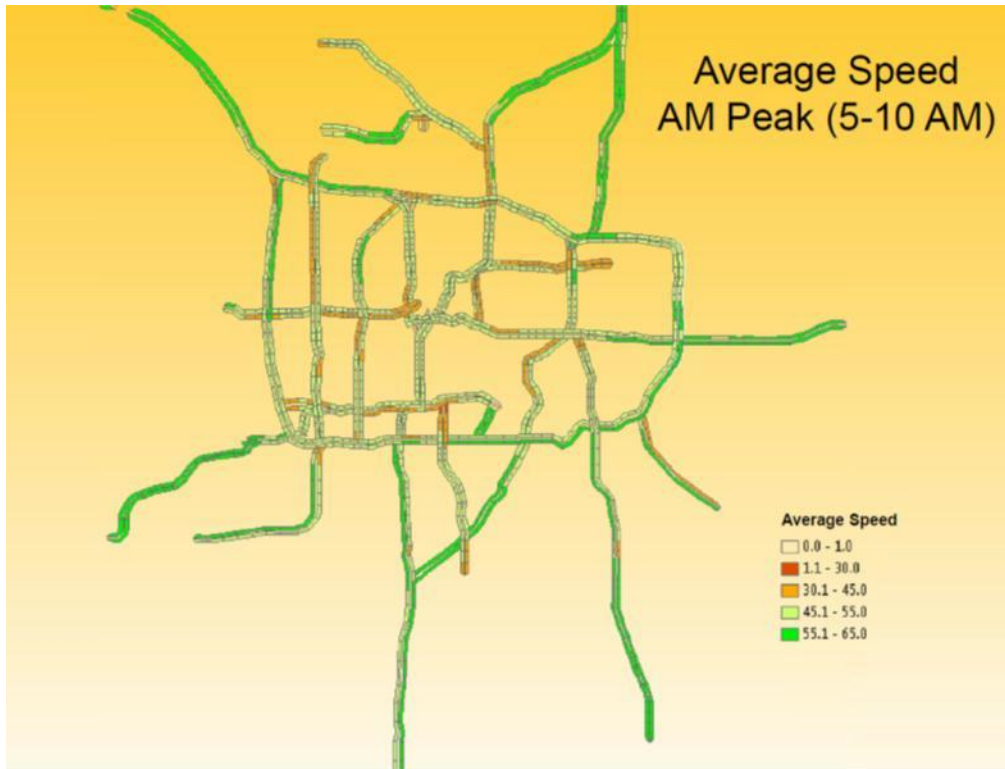 Average Speed
AM Peak (5-10 AM)
Average Speed
0.0 - 1.0
1.1 - 30.0
30.1 - 45.0
45.1 - 55.0
55.1 - 65.0